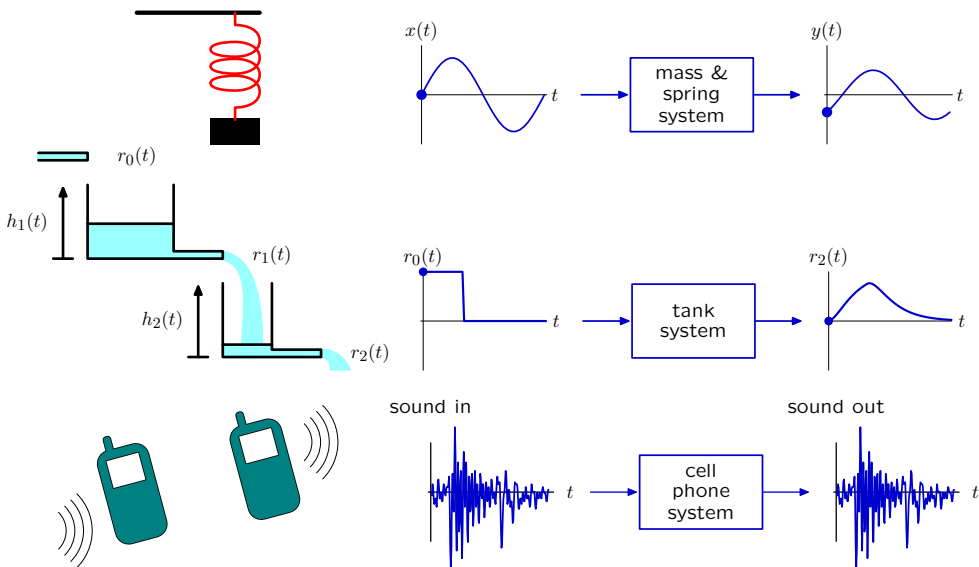 x(t)
t
mass &
spring
system
y(t)
t
r₀(t)
h₁(t)
r₁(t)
h₂(t)
r₂(t)
r₀(t)
t
tank
system
r₂(t)
t
sound in
t
cell
phone
system
sound out
t